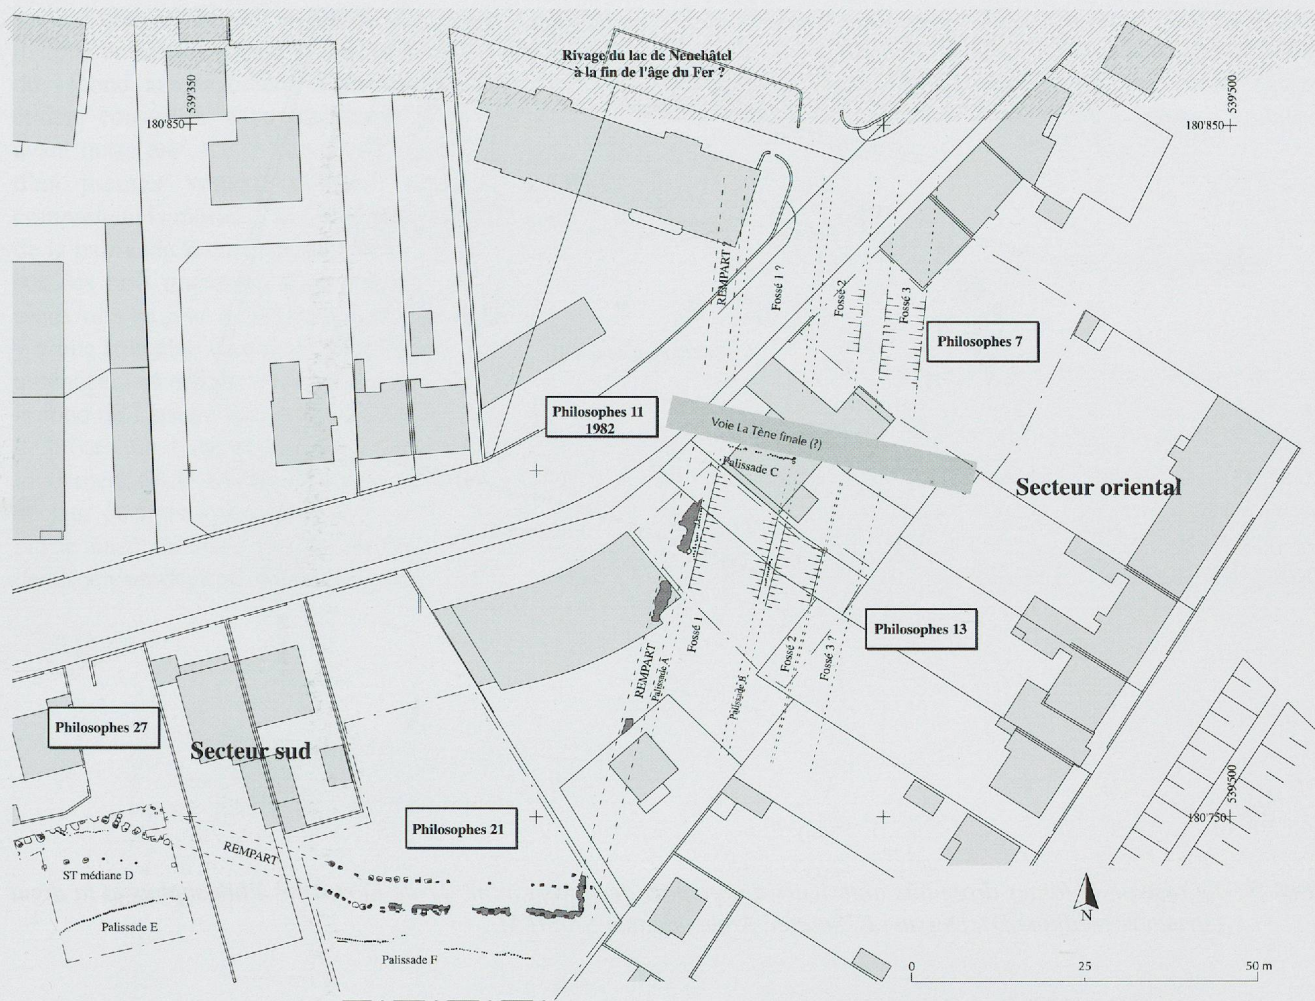 Rivage du lac de Neuchâtel
à la fin de l'âge du Fer ?
539'350
180'850
539'500
180'850
REMPART ?
Fossé 1 ?
Fossé 2
Fossé 3
Philosophes 7
Philosophes 11
1982
Voie La Tène finale (?)
Palissade C
Secteur oriental
Philosophes 13
Fossé 1
REMPART
Palissade A
Palissade B
Fossé 2
Fossé 3 ?
Philosophes 27
Secteur sud
539'500
180'750
Philosophes 21
REMPART
ST médiane D
Palissade E
Palissade F
N
0
25
50 m